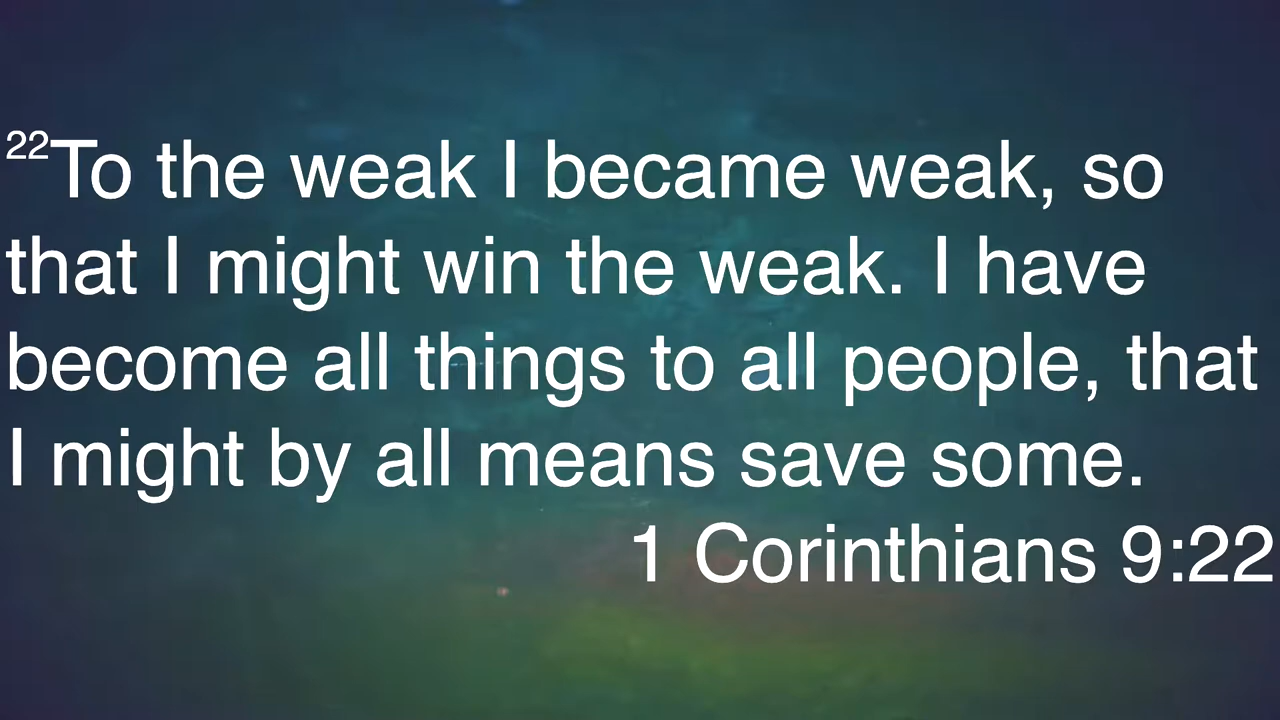 22To the weak I became weak, so
that I might win the weak. I have
become all things to all people, that
I might by all means save some.
1 Corinthians 9:22